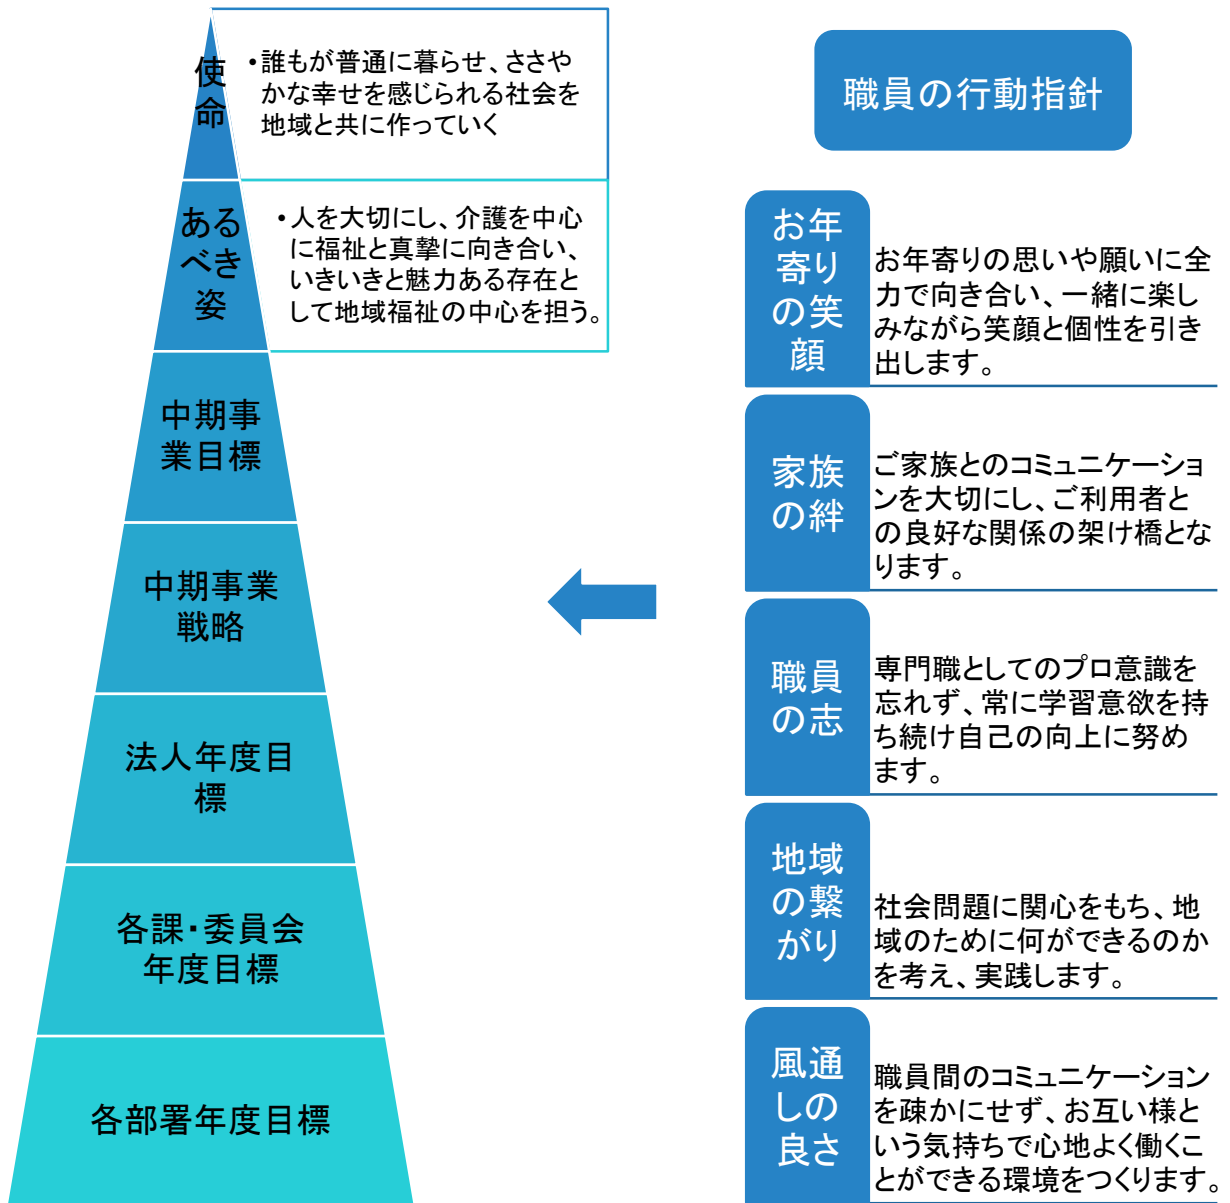 使
命
・誰もが普通に暮らせ、ささや
かな幸せを感じられる社会を
地域と共に作っていく
ある
べき
姿
・人を大切にし、介護を中心
に福祉と真摯に向き合い、
いきいきと魅力ある存在と
して地域福祉の中心を担う。
中期事
業目標
中期事業
戦略
法人年度目
標
各課・委員会
年度目標
各部署年度目標
職員の行動指針
お年
寄り
の笑
顔
お年寄りの思いや願いに全
力で向き合い、一緒に楽し
みながら笑顔と個性を引き
出します。
家族
の絆
ご家族とのコミュニケーショ
ンを大切にし、ご利用者と
の良好な関係の架け橋とな
ります。
職員
の志
専門職としてのプロ意識を
忘れず、常に学習意欲を持
ち続け自己の向上に努め
ます。
地域
の繋
がり
社会問題に関心をもち、地
域のために何ができるのか
を考え、実践します。
風通
しの
良さ
職員間のコミュニケーション
を疎かにせず、お互い様と
いう気持ちで心地よく働くこ
とができる環境をつくります。